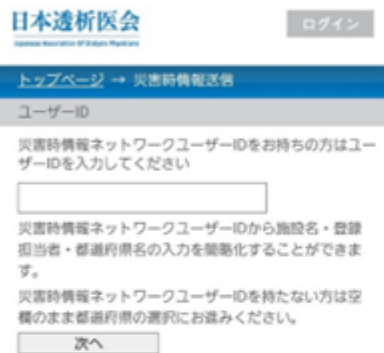 日本透析医会
Japanese Association Of Dialysis Physicians
ログイン
トップページ → 災害時情報送信
ユーザーID
災害時情報ネットワークユーザーIDをお持ちの方はユー
ザーIDを入力してください
災害時情報ネットワークユーザーIDから施設名・登録
担当者・都道府県名の入力を簡略化することができま
す。
災害時情報ネットワークユーザーIDを持たない方は空
欄のまま都道府県の選択にお進みください。
次へ